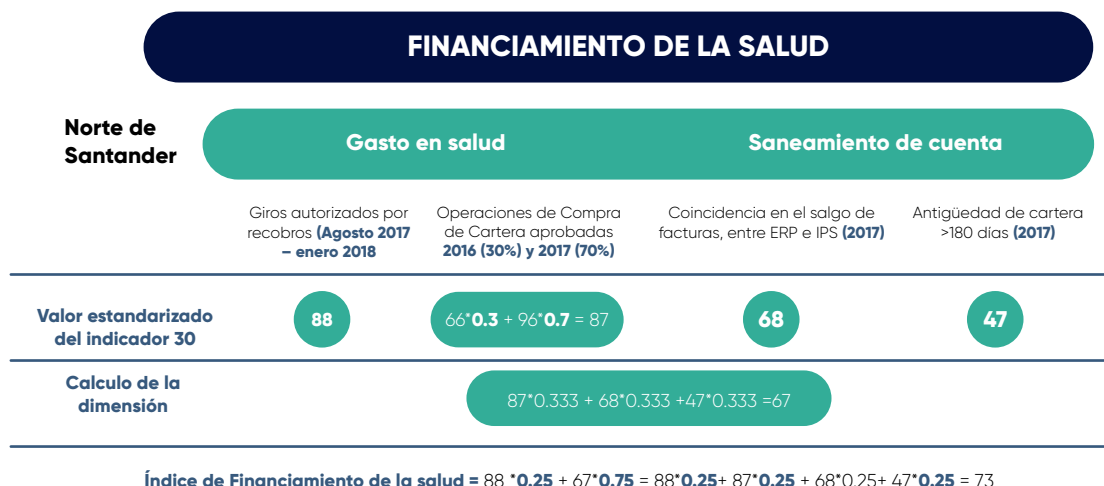 FINANCIAMIENTO DE LA SALUD
Norte de
Santander
Gasto en salud
Saneamiento de cuenta
Giros autorizados por
recobros (Agosto 2017
– enero 2018
Operaciones de Compra
de Cartera aprobadas
2016 (30%) y 2017 (70%)
Coincidencia en el salgo de
facturas, entre ERP e IPS (2017)
Antigüedad de cartera
>180 días (2017)
Valor estandarizado
del indicador 30
88
66*0.3 + 96*0.7 = 87
68
47
Calculo de la
dimensión
87*0.333 + 68*0.333 +47*0.333 =67
Índice de Financiamiento de la salud = 88 *0.25 + 67*0.75 = 88*0.25+ 87*0.25 + 68*0.25+ 47*0.25 = 73